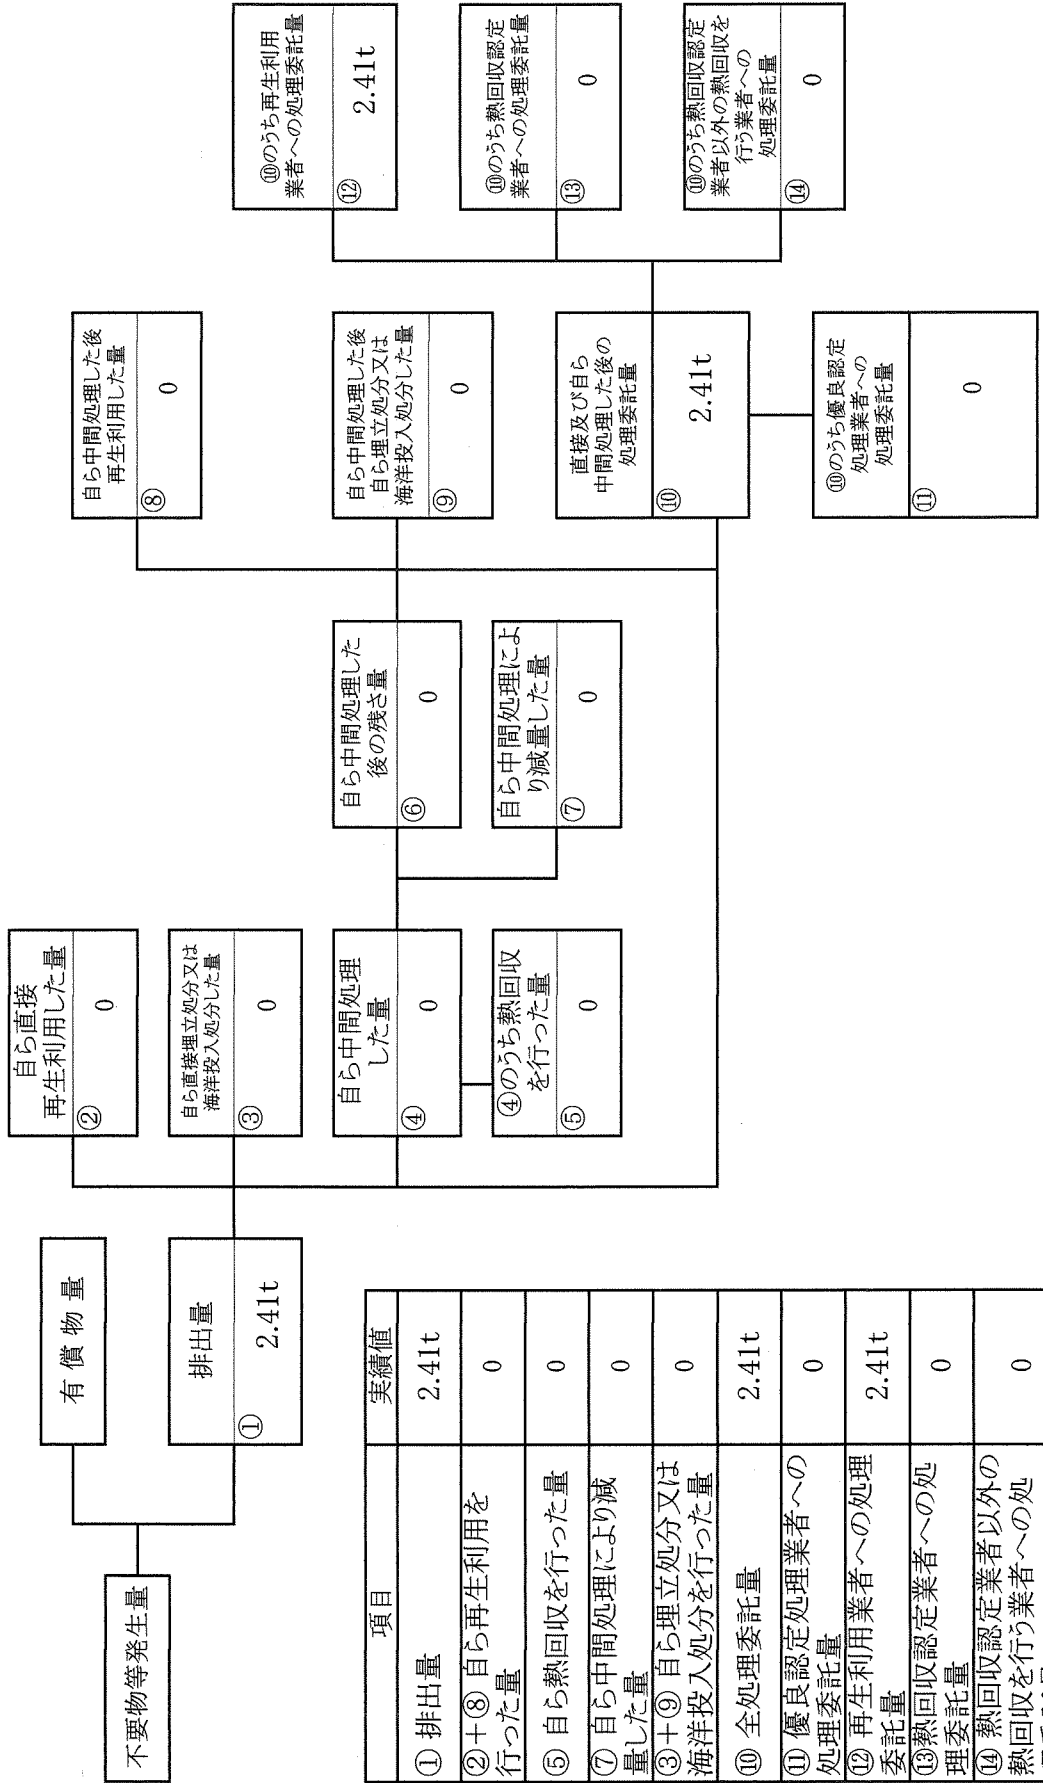 不要物等発生量
有償物量
排出量
①
2.41t
自ら直接
再生利用した量
②
0
自ら直接埋立処分又は
海洋投入処分した量
③
0
自ら中間処理
した量
④
0
④のうち熱回収
を行った量
⑤
0
自ら中間処理した
後の残さ量
⑥
0
自ら中間処理によ
り減量した量
⑦
0
自ら中間処理した後
再生利用した量
⑧
0
自ら中間処理した後
自ら埋立処分又は
海洋投入処分した量
⑨
0
直接及び自ら
中間処理した後の
処理委託量
⑩
2.41t
⑩のうち優良認定
処理業者への
処理委託量
⑪
0
⑩のうち再生利用
業者への処理委託量
⑫
2.41t
⑩のうち熱回収認定
業者への処理委託量
⑬
0
⑩のうち熱回収認定
業者以外の熱回収を
行う業者への
処理委託量
⑭
0
項目 実績値
① 排出量 2.41t
②+⑧ 自ら再生利用を
行った量 0
⑤ 自ら熱回収を行った量 0
⑦ 自ら中間処理により減
量した量 0
③+⑨ 自ら埋立処分又は
海洋投入処分を行った量 0
⑩ 全処理委託量 2.41t
⑪ 優良認定処理業者への
処理委託量 0
⑫ 再生利用業者への処理
委託量 2.41t
⑬熱回収認定業者への処
理委託量 0
⑭ 熱回収認定業者以外の
熱回収を行う業者への処 0